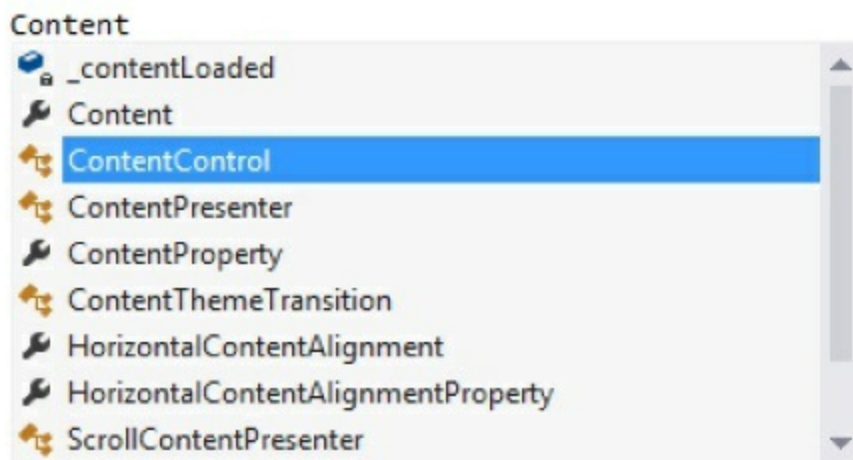 Content
_contentLoaded
Content
ContentControl
ContentPresenter
ContentProperty
ContentThemeTransition
HorizontalContentAlignment
HorizontalContentAlignmentProperty
ScrollContentPresenter